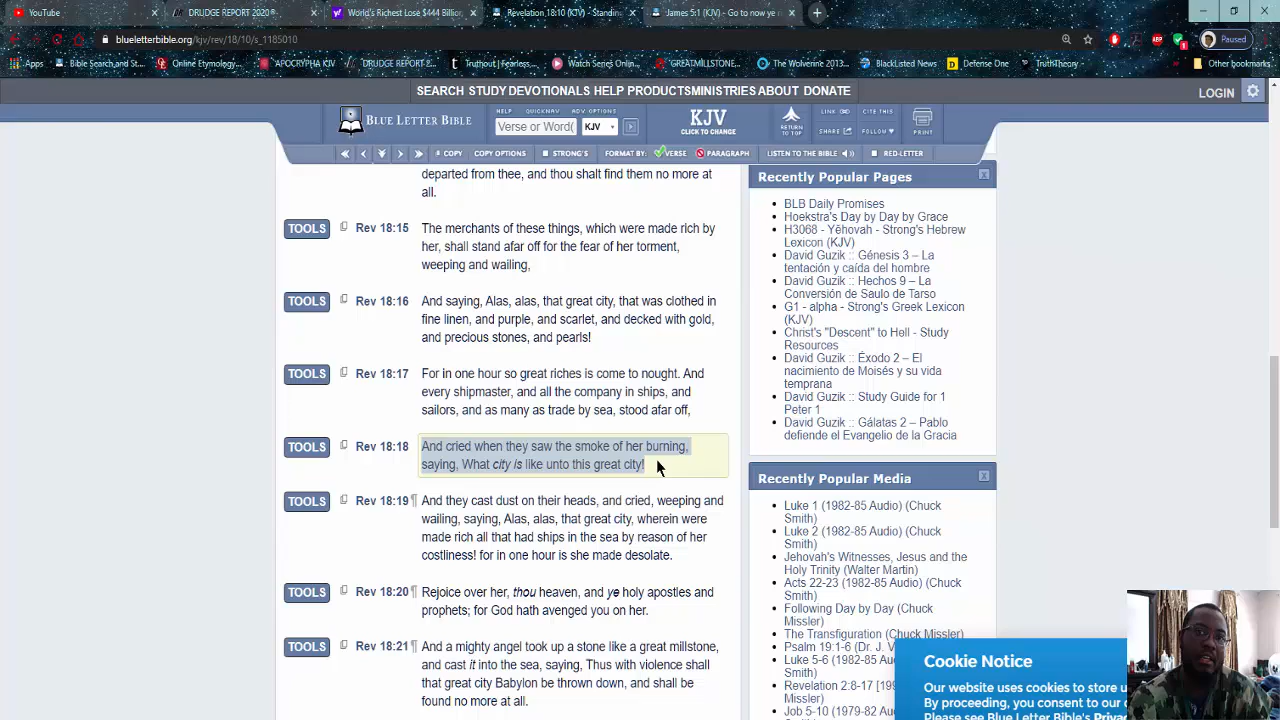 YouTube
DRUDGE REPORT 2020®
World's Richest Lose $444 Billio
Revelation 18:10 (KJV) - Standin
James 5:1 (KJV) - Go to now ye r
blueletterbible.org/kjv/rev/18/10/s_1185010
Paused
Apps
Bible Search and St
Online Etymology
"APOCRYPHA KJV
"DRUDGE REPORT 2
Truthout | Fearless,
Watch Series Onlin
"GREATMILLSTONE
The Wolverine 2013
BlackListed News
Defense One
TruthTheory
Other bookmarks
SEARCH STUDY DEVOTIONALS HELP PRODUCTS MINISTRIES ABOUT DONATE
LOGIN
BLUE LETTER BIBLE
HELP QUICKNAV ADV OPTIONS
Verse or Word( KJV
KJV
CLICK TO CHANGE
RETURN TO TOP
LINK
CITE THIS
SHARE
FOLLOW
PRINT
COPY
COPY OPTIONS
STRONG'S
FORMAT BY:
VERSE
PARAGRAPH
LISTEN TO THE BIBLE
RED-LETTER
departed from thee, and thou shalt find them no more at
all.
TOOLS Rev 18:15 The merchants of these things, which were made rich by
her, shall stand afar off for the fear of her torment,
weeping and wailing,
TOOLS Rev 18:16 And saying, Alas, alas, that great city, that was clothed in
fine linen, and purple, and scarlet, and decked with gold,
and precious stones, and pearls!
TOOLS Rev 18:17 For in one hour so great riches is come to nought. And
every shipmaster, and all the company in ships, and
sailors, and as many as trade by sea, stood afar off,
TOOLS Rev 18:18 And cried when they saw the smoke of her burning,
saying, What city is like unto this great city!
TOOLS Rev 18:19¶ And they cast dust on their heads, and cried, weeping and
wailing, saying, Alas, alas, that great city, wherein were
made rich all that had ships in the sea by reason of her
costliness! for in one hour is she made desolate.
TOOLS Rev 18:20¶ Rejoice over her, thou heaven, and ye holy apostles and
prophets; for God hath avenged you on her.
TOOLS Rev 18:21¶ And a mighty angel took up a stone like a great millstone,
and cast it into the sea, saying, Thus with violence shall
that great city Babylon be thrown down, and shall be
found no more at all.
Recently Popular Pages
BLB Daily Promises
Hoekstra's Day by Day by Grace
H3068 - Yĕhovah - Strong's Hebrew
Lexicon (KJV)
David Guzik :: Génesis 3 – La
tentación y caída del hombre
David Guzik :: Hechos 9 – La
Conversión de Saulo de Tarso
G1 - alpha - Strong's Greek Lexicon
(KJV)
Christ's "Descent" to Hell - Study
Resources
David Guzik :: Éxodo 2 – El
nacimiento de Moisés y su vida
temprana
David Guzik :: Study Guide for 1
Peter 1
David Guzik :: Gálatas 2 – Pablo
defiende el Evangelio de la Gracia
Recently Popular Media
Luke 1 (1982-85 Audio) (Chuck
Smith)
Luke 2 (1982-85 Audio) (Chuck
Smith)
Jehovah's Witnesses, Jesus and the
Holy Trinity (Walter Martin)
Acts 22-23 (1982-85 Audio) (Chuck
Smith)
Following Day by Day (Chuck
Missler)
The Transfiguration (Chuck Missler)
Psalm 19:1-6 (Dr. J. V
Luke 5-6 (1982-85 Au
Smith)
Revelation 2:8-17 [19
Missler)
Job 5-10 (1979-82 Au
Cookie Notice
Our website uses cookies to store u
By proceeding, you consent to our c
Please see Blue Letter Bible's Priva